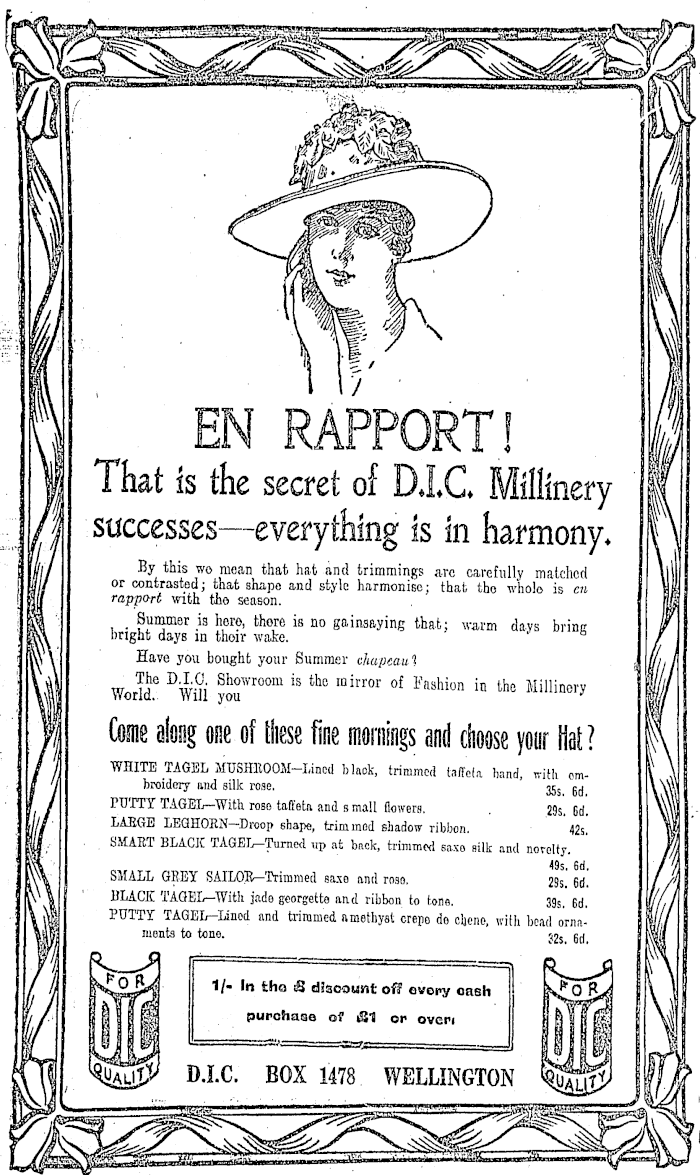 EN RAPPORT!
That is the secret of D.I.C. Millinery
successes—everything is in harmony.
By this we mean that hat and trimmings are carefully matched
or contrasted; that shape and style harmonise; that the whole is en
rapport with the season.
Summer is here, there is no gainsaying that; warm days bring
bright days in their wake.
Have you bought your Summer chapeau?
The D.I.C. Showroom is the mirror of Fashion in the Millinery
World. Will you
Come along one of these fine mornings and choose your Hat?
WHITE TAGEL MUSHROOM—Lined black, trimmed taffeta band, with em-
broidery and silk rose. 35s. 6d.
PUTTY TAGEL—With rose taffeta and small flowers. 29s. 6d.
LARGE LEGHORN—Droop shape, trimmed shadow ribbon. 42s.
SMART BLACK TAGEL—Turned up at back, trimmed saxe silk and novelty.
49s. 6d.
SMALL GREY SAILOR—Trimmed saxe and rose. 29s. 6d.
BLACK TAGEL—With jade georgette and ribbon to tone. 39s. 6d.
PUTTY TAGEL—Lined and trimmed amethyst crepe de chene, with bead orna-
ments to tone. 32s. 6d.
FOR
DIC
QUALITY
1/- In the £ discount off every cash
purchase of £1 or over:
FOR
DIC
QUALITY
D.I.C. BOX 1478 WELLINGTON